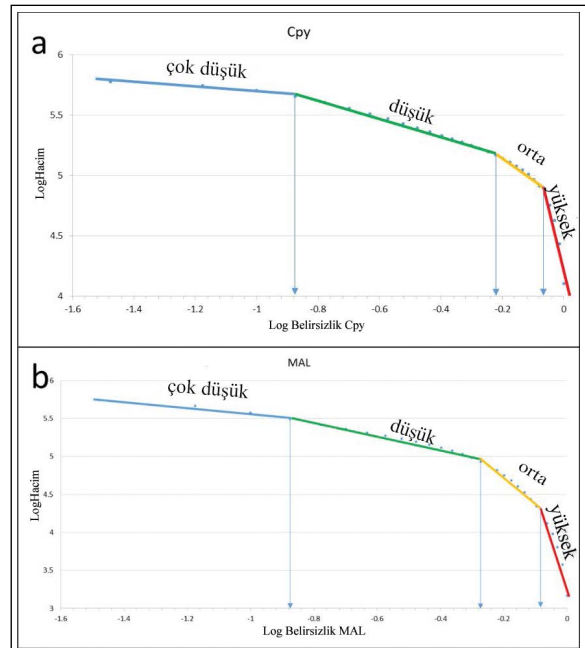 a
Cpy
6
çok düşük
5.5
düşük
orta
5
yüksek
4.5
4
LogHacim
-1.6
-1.4
-1.2
-1
-0.8
-0.6
-0.4
-0.2
0
Log Belirsizlik Cpy
b
MAL
6
çok düşük
5.5
düşük
5
orta
4.5
yüksek
4
3.5
3
LogHacim
-1.6
-1.4
-1.2
-1
-0.8
-0.6
-0.4
-0.2
0
Log Belirsizlik MAL